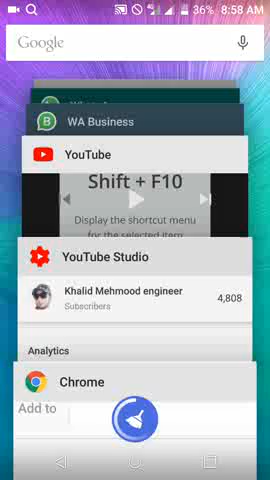 36% 8:58 AM
Google
WA Business
YouTube
Shift + F10
Display the shortcut menu
for the selected item
YouTube Studio
Khalid Mehmood engineer
4,808
Subscribers
Analytics
Chrome
Add to